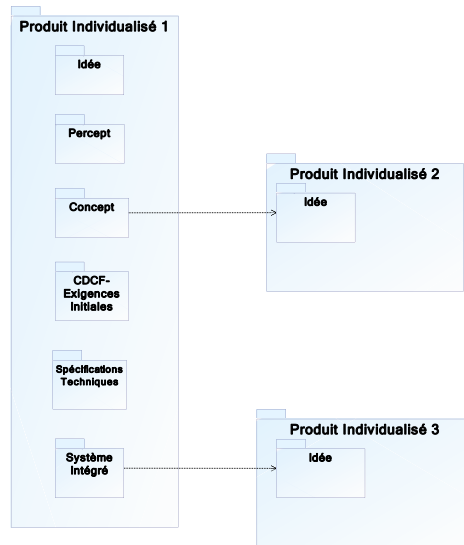 Produit Individualisé 1
Idée
Percept
Concept
CDCF-
Exigences
Initiales
Spécifications
Techniques
Système
Intégré
Produit Individualisé 2
Idée
Produit Individualisé 3
Idée